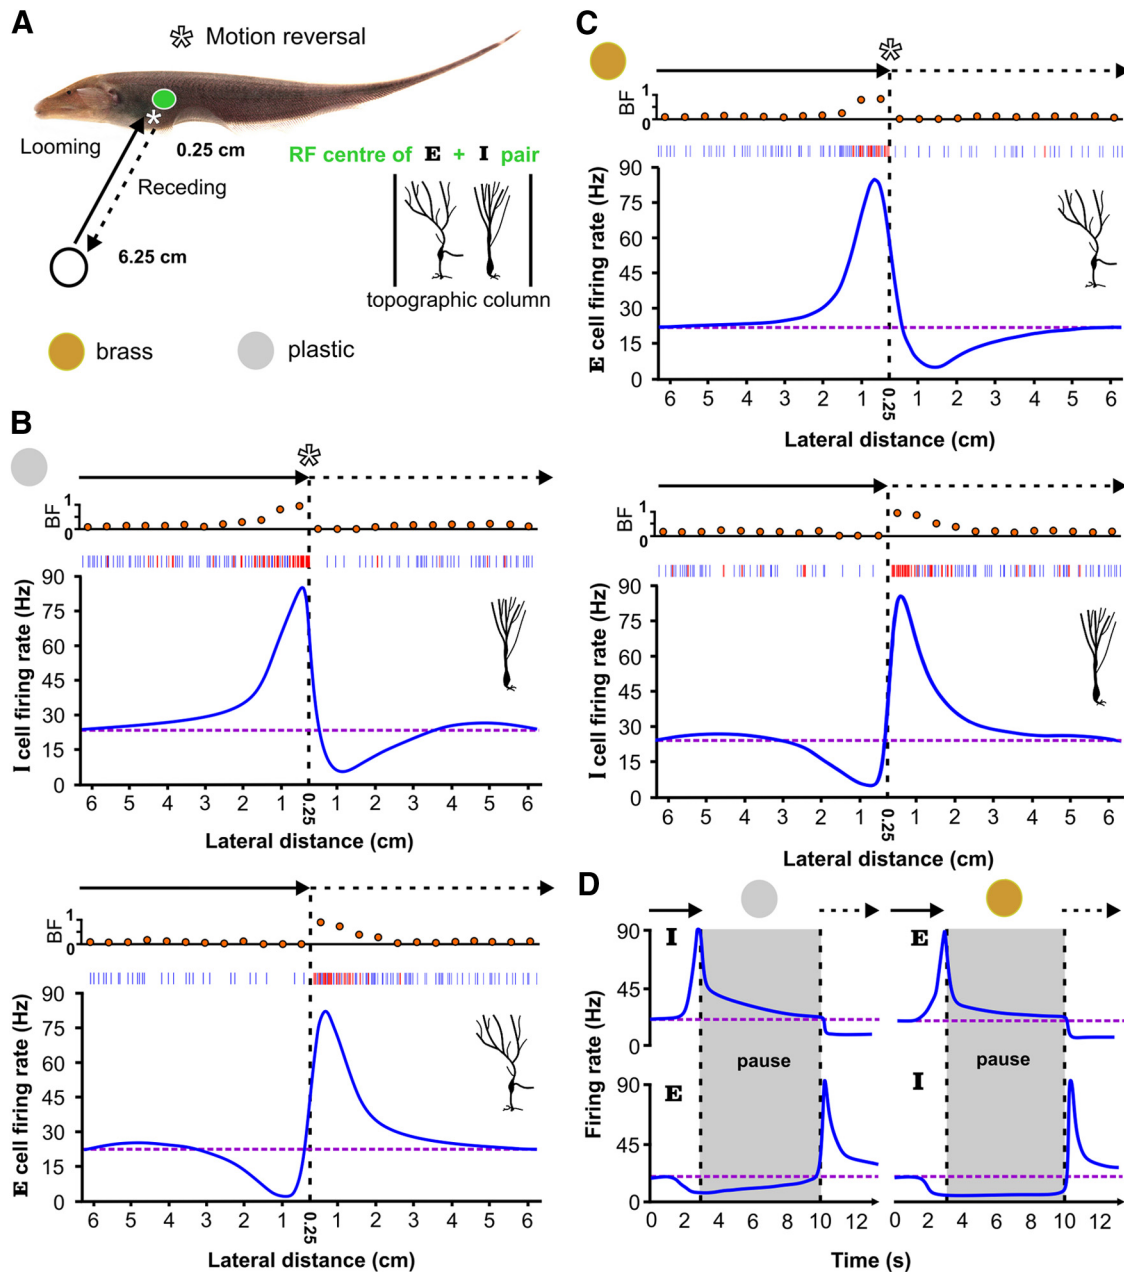 A
Motion reversal
Looming
0.25 cm
Receding
RF centre of E + I pair
6.25 cm
topographic column
brass
plastic
B
BF
1
0
I cell firing rate (Hz)
90
75
60
45
30
15
0
6 5 4 3 2 1 0.25 1 2 3 4 5 6
Lateral distance (cm)
BF
1
0
E cell firing rate (Hz)
90
75
60
45
30
15
0
6 5 4 3 2 1 0.25 1 2 3 4 5 6
Lateral distance (cm)
C
BF
1
0
E cell firing rate (Hz)
90
75
60
45
30
15
0
6 5 4 3 2 1 0.25 1 2 3 4 5 6
Lateral distance (cm)
BF
1
0
I cell firing rate (Hz)
90
75
60
45
30
15
0
6 5 4 3 2 1 0.25 1 2 3 4 5 6
Lateral distance (cm)
D
Firing rate (Hz)
90
45
0
I
E
pause
pause
90
45
0
E
I
0 2 4 6 8 10 12
0 2 4 6 8 10 12
Time (s)